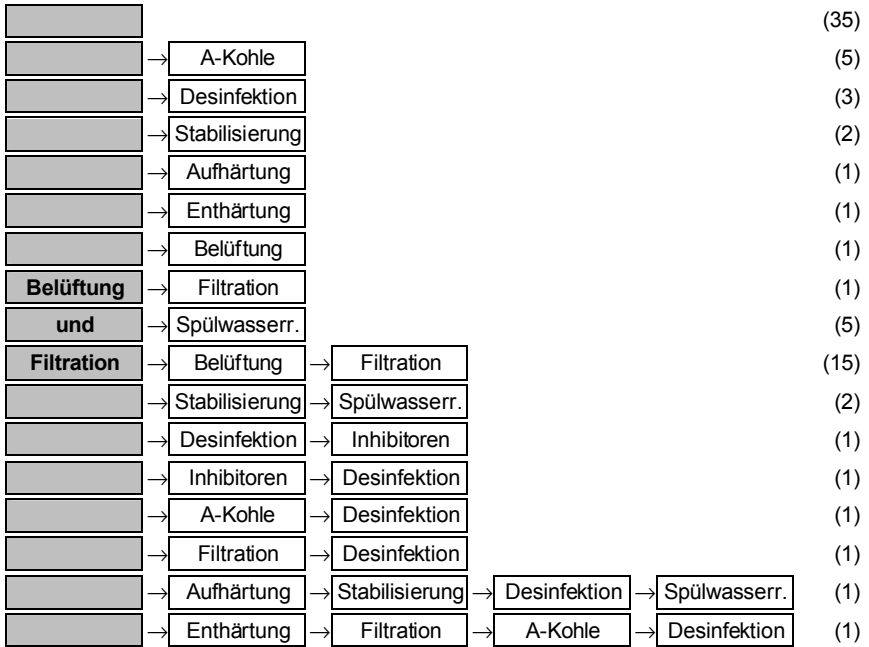 (35)
→ A-Kohle (5)
→ Desinfektion (3)
→ Stabilisierung (2)
→ Aufhärtung (1)
→ Enthärtung (1)
→ Belüftung (1)
Belüftung → Filtration (1)
und → Spülwasserr. (5)
Filtration → Belüftung → Filtration (15)
→ Stabilisierung → Spülwasserr. (2)
→ Desinfektion → Inhibitoren (1)
→ Inhibitoren → Desinfektion (1)
→ A-Kohle → Desinfektion (1)
→ Filtration → Desinfektion (1)
→ Aufhärtung → Stabilisierung → Desinfektion → Spülwasserr. (1)
→ Enthärtung → Filtration → A-Kohle → Desinfektion (1)